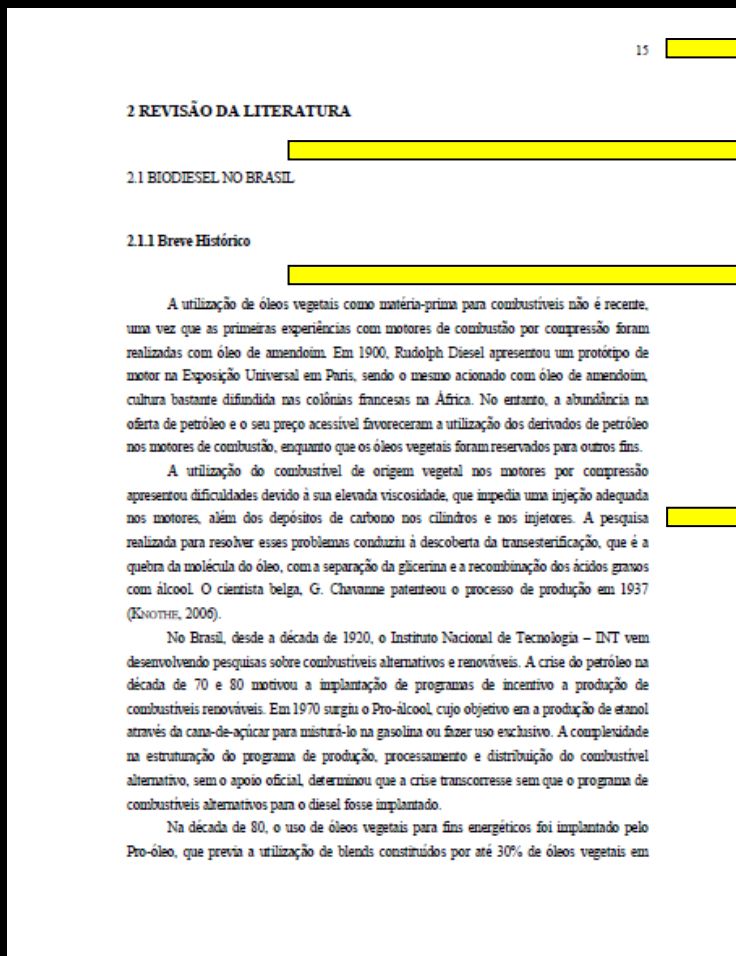 15
2 REVISÃO DA LITERATURA
2.1 BIODIESEL NO BRASIL
2.1.1 Breve Histórico
A utilização de óleos vegetais como matéria-prima para combustíveis não é recente,
uma vez que as primeiras experiências com motores de combustão por compressão foram
realizadas com óleo de amendoim. Em 1900, Rudolph Diesel apresentou um protótipo de
motor na Exposição Universal em Paris, sendo o mesmo acionado com óleo de amendoim,
cultura bastante difundida nas colônias francesas na África. No entanto, a abundância na
oferta de petróleo e o seu preço acessível favoreceram a utilização dos derivados de petróleo
nos motores de combustão, enquanto que os óleos vegetais foram reservados para outros fins.
A utilização do combustível de origem vegetal nos motores por compressão
apresentou dificuldades devido à sua elevada viscosidade, que impedia uma injeção adequada
nos motores, além dos depósitos de carbono nos cilindros e nos injetores. A pesquisa
realizada para resolver esses problemas conduziu à descoberta da transesterificação, que é a
quebra da molécula do óleo, com a separação da glicerina e a recombinação dos ácidos graxos
com álcool. O cientista belga, G. Chavanne patenteou o processo de produção em 1937
(KNOTHE, 2006).
No Brasil, desde a década de 1920, o Instituto Nacional de Tecnologia – INT vem
desenvolvendo pesquisas sobre combustíveis alternativos e renováveis. A crise do petróleo na
década de 70 e 80 motivou a implantação de programas de incentivo a produção de
combustíveis renováveis. Em 1970 surgiu o Pro-álcool, cujo objetivo era a produção de etanol
através da cana-de-açúcar para misturá-lo na gasolina ou fazer uso exclusivo. A complexidade
na estruturação do programa de produção, processamento e distribuição do combustível
alternativo, sem o apoio oficial, determinou que a crise transcorresse sem que o programa de
combustíveis alternativos para o diesel fosse implantado.
Na década de 80, o uso de óleos vegetais para fins energéticos foi implantado pelo
Pro-óleo, que previa a utilização de blends constituídos por até 30% de óleos vegetais em